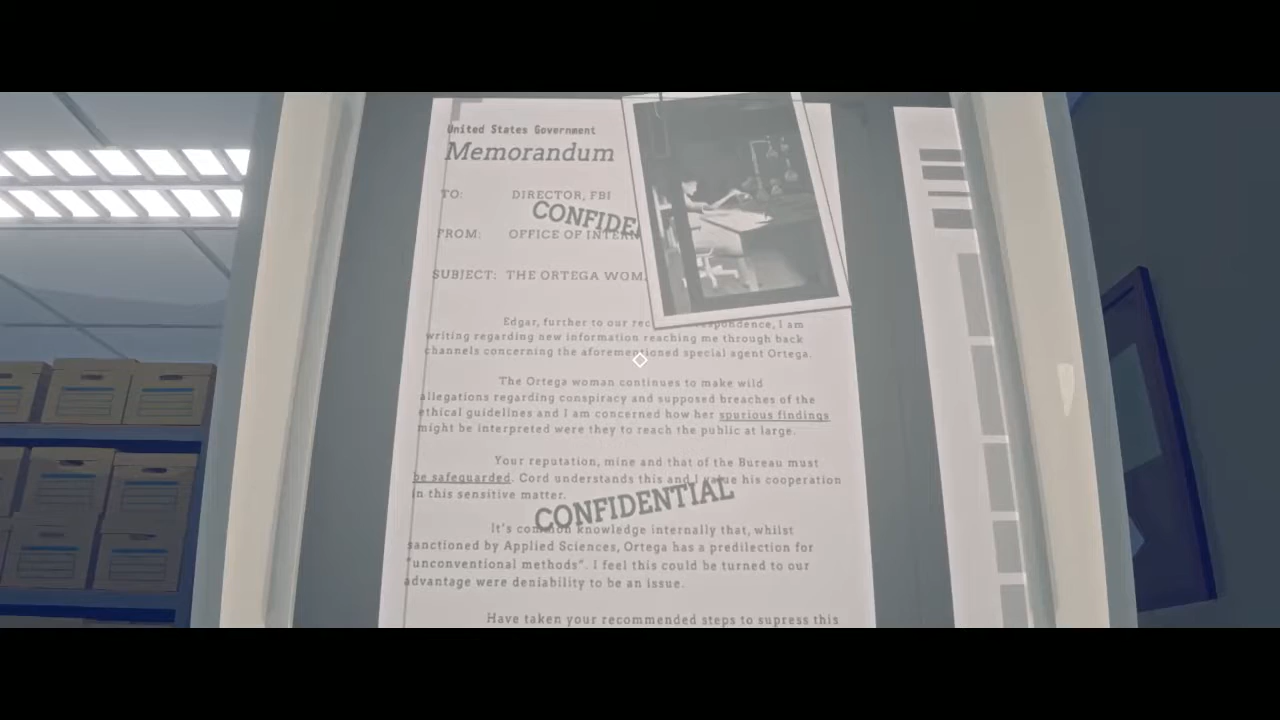 United States Government
Memorandum
TO: DIRECTOR, FBI
CONFIDE
FROM: OFFICE OF INTERN
SUBJECT: THE ORTEGA WOM
Edgar, further to our rec spondence, I am
writing regarding new information reaching me through back
channels concerning the aforementioned special agent Ortega.
The Ortega woman continues to make wild
allegations regarding conspiracy and supposed breaches of the
ethical guidelines and I am concerned how her spurious findings
might be interpreted were they to reach the public at large.
Your reputation, mine and that of the Bureau must
be safeguarded. Cord understands this and I value his cooperation
in this sensitive matter.
CONFIDENTIAL
It's common knowledge internally that, whilst
sanctioned by Applied Sciences, Ortega has a predilection for
"unconventional methods". I feel this could be turned to our
advantage were deniability to be an issue.
Have taken your recommended steps to supress this